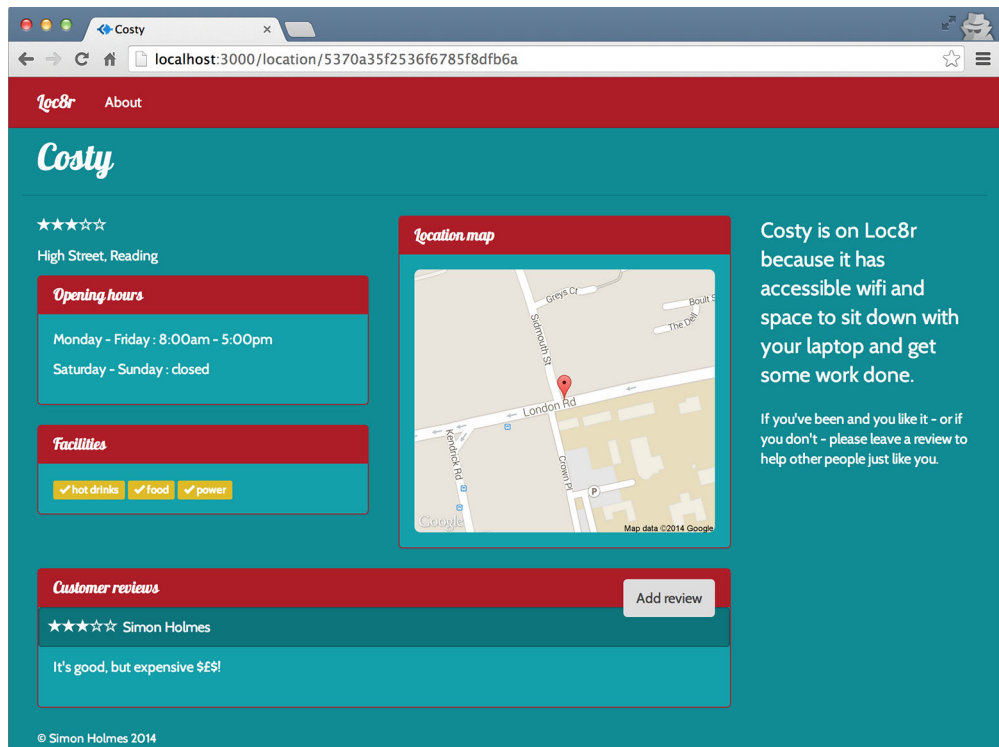 Costy
localhost:3000/location/5370a35f2536f6785f8dfb6a
Loc8r About
Costy
★★★☆☆
High Street, Reading
Opening hours
Monday - Friday : 8:00am - 5:00pm
Saturday - Sunday : closed
Facilities
hot drinks food power
Location map
Greys Ct
Boult S
The Dell
Sidmouth St
London Rd
Kendrick Rd
Crown Pl
P
Google
Map data ©2014 Google
Costy is on Loc8r
because it has
accessible wifi and
space to sit down with
your laptop and get
some work done.
If you've been and you like it - or if
you don't - please leave a review to
help other people just like you.
Customer reviews
Add review
★★★☆☆ Simon Holmes
It's good, but expensive $£$!
© Simon Holmes 2014